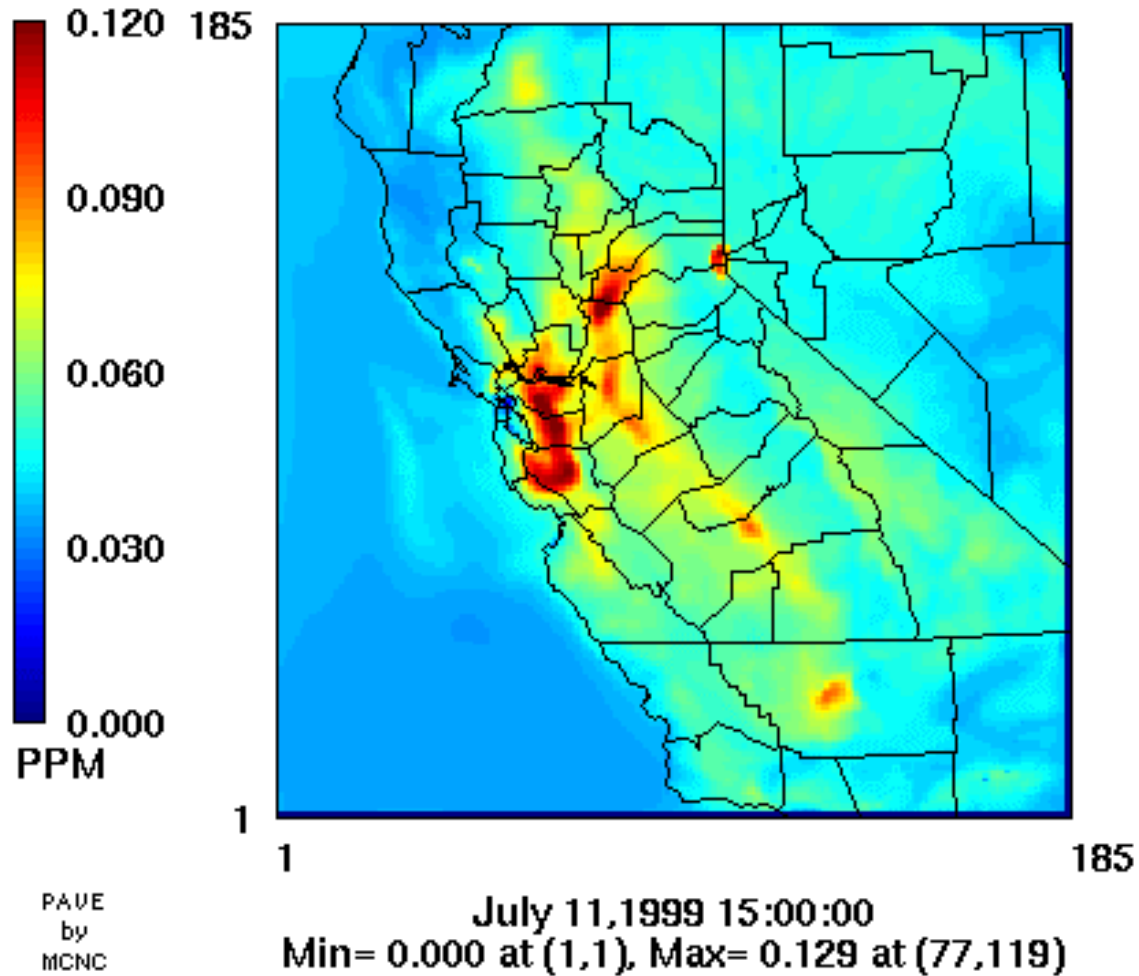 0.120
0.090
0.060
0.030
0.000
PPM
185
1
1
185
PAVE
by
MCNC
July 11,1999 15:00:00
Min= 0.000 at (1,1), Max= 0.129 at (77,119)